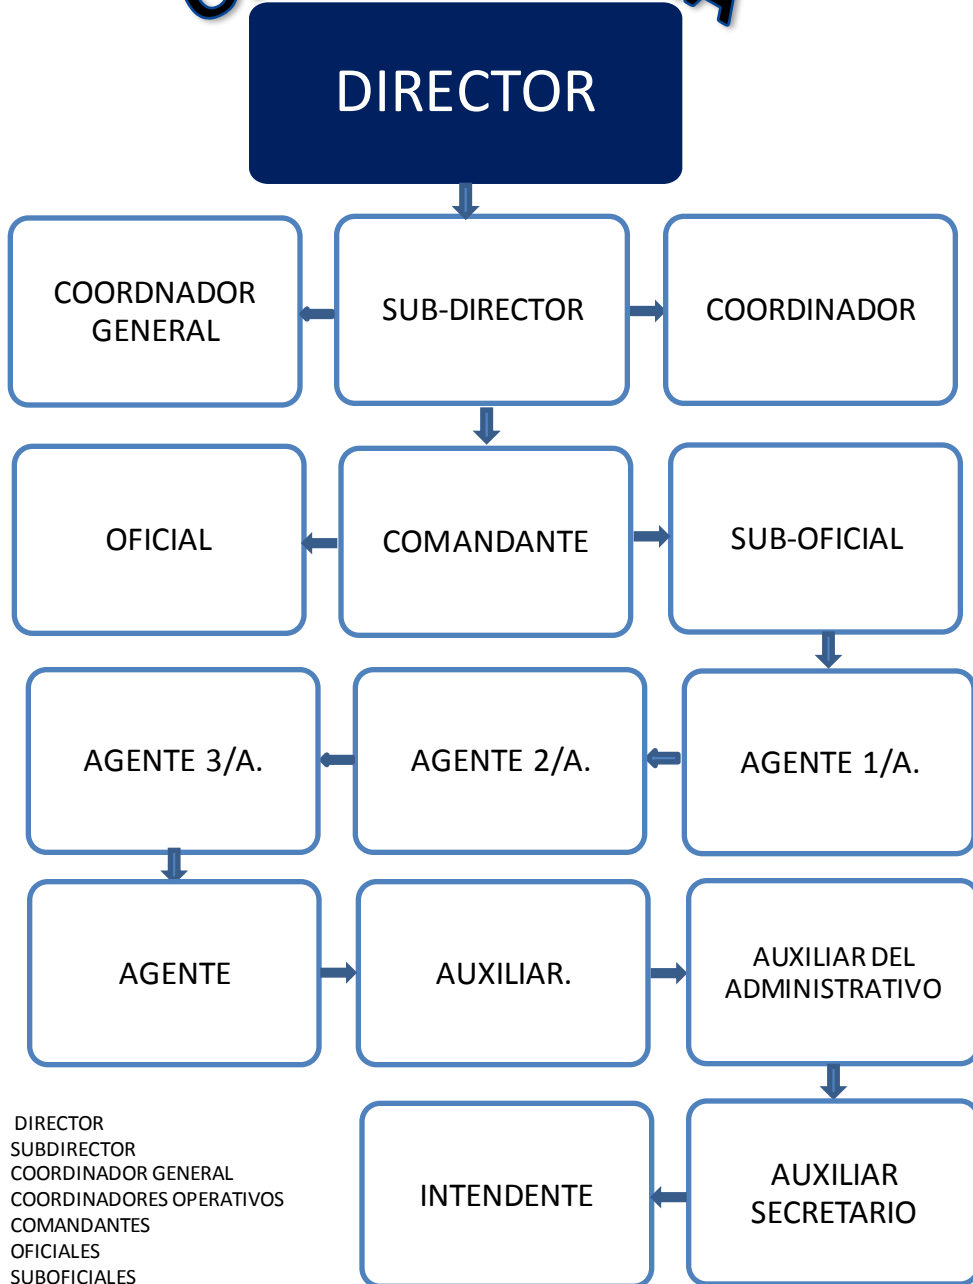 DIRECTOR
COORDNADOR
GENERAL
SUB-DIRECTOR
COORDINADOR
OFICIAL
COMANDANTE
SUB-OFICIAL
AGENTE 3/A.
AGENTE 2/A.
AGENTE 1/A.
AGENTE
AUXILIAR.
AUXILIAR DEL
ADMINISTRATIVO
INTENDENTE
AUXILIAR
SECRETARIO
DIRECTOR
SUBDIRECTOR
COORDINADOR GENERAL
COORDINADORES OPERATIVOS
COMANDANTES
OFICIALES
SUBOFICIALES